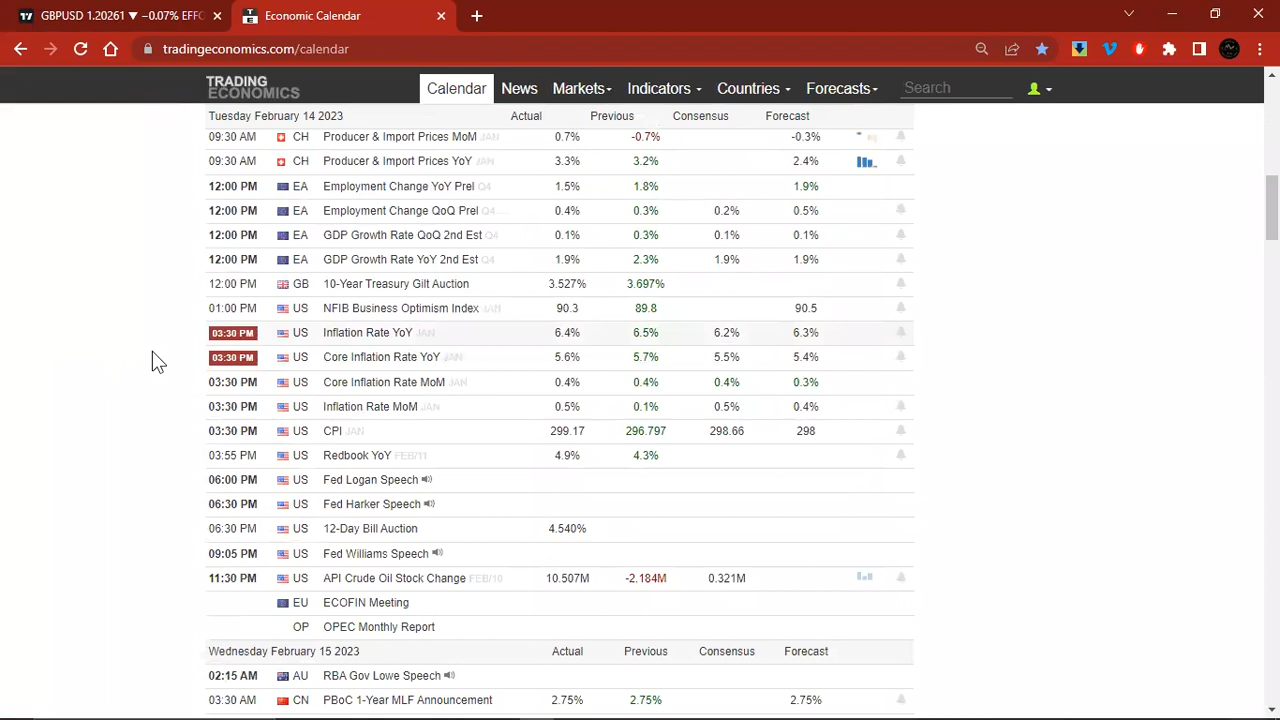 GBPUSD 1.20261 ▼ −0.07% EFFC
Economic Calendar
tradingeconomics.com/calendar
TRADING ECONOMICS Calendar News Markets Indicators Countries Forecasts Search
Tuesday February 14 2023 Actual Previous Consensus Forecast
09:30 AM CH Producer & Import Prices MoM JAN 0.7% -0.7% -0.3%
09:30 AM CH Producer & Import Prices YoY JAN 3.3% 3.2% 2.4%
12:00 PM EA Employment Change YoY Prel Q4 1.5% 1.8% 1.9%
12:00 PM EA Employment Change QoQ Prel Q4 0.4% 0.3% 0.2% 0.5%
12:00 PM EA GDP Growth Rate QoQ 2nd Est Q4 0.1% 0.3% 0.1% 0.1%
12:00 PM EA GDP Growth Rate YoY 2nd Est Q4 1.9% 2.3% 1.9% 1.9%
12:00 PM GB 10-Year Treasury Gilt Auction 3.527% 3.697%
01:00 PM US NFIB Business Optimism Index JAN 90.3 89.8 90.5
03:30 PM US Inflation Rate YoY JAN 6.4% 6.5% 6.2% 6.3%
03:30 PM US Core Inflation Rate YoY JAN 5.6% 5.7% 5.5% 5.4%
03:30 PM US Core Inflation Rate MoM JAN 0.4% 0.4% 0.4% 0.3%
03:30 PM US Inflation Rate MoM JAN 0.5% 0.1% 0.5% 0.4%
03:30 PM US CPI JAN 299.17 296.797 298.66 298
03:55 PM US Redbook YoY FEB/11 4.9% 4.3%
06:00 PM US Fed Logan Speech
06:30 PM US Fed Harker Speech
06:30 PM US 12-Day Bill Auction 4.540%
09:05 PM US Fed Williams Speech
11:30 PM US API Crude Oil Stock Change FEB/10 10.507M -2.184M 0.321M
EU ECOFIN Meeting
OP OPEC Monthly Report
Wednesday February 15 2023 Actual Previous Consensus Forecast
02:15 AM AU RBA Gov Lowe Speech
03:30 AM CN PBoC 1-Year MLF Announcement 2.75% 2.75% 2.75%